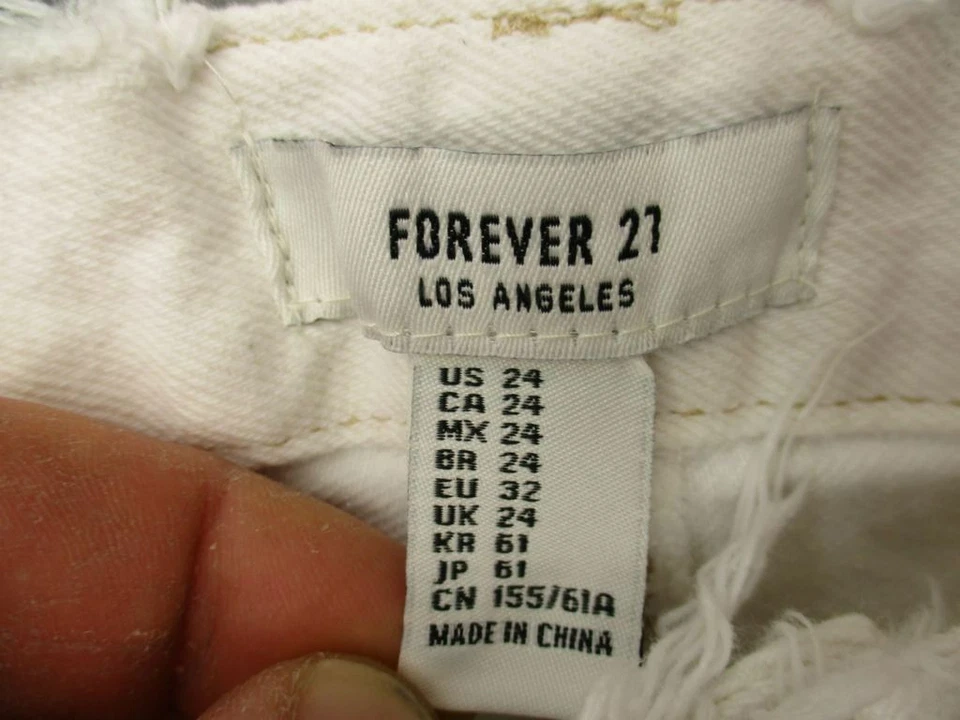 FOREVER 21
LOS ANGELES
US 24
CA 24
MX 24
BR 24
EU 32
UK 24
KR 61
JP 61
CN 155/61A
MADE IN CHINA